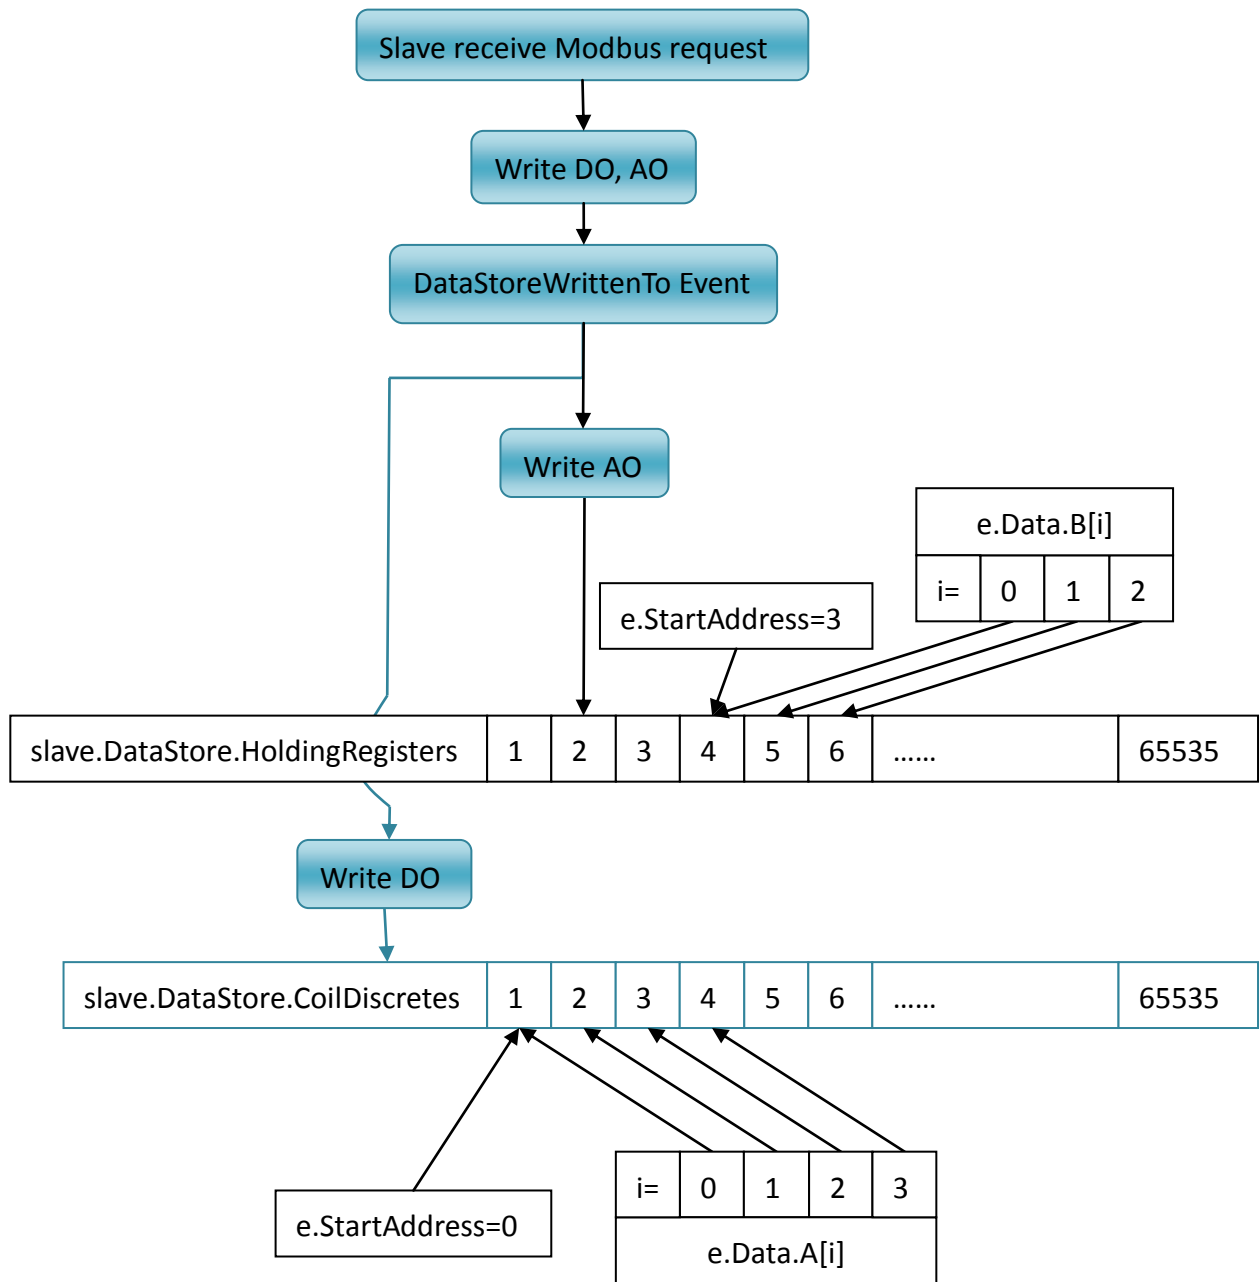 Slave receive Modbus request
Write DO, AO
DataStoreWrittenTo Event
Write AO
e.Data.B[i]
i= 0 1 2
e.StartAddress=3
slave.DataStore.HoldingRegisters 1 2 3 4 5 6 ...... 65535
Write DO
slave.DataStore.CoilDiscretes 1 2 3 4 5 6 ...... 65535
i= 0 1 2 3
e.StartAddress=0
e.Data.A[i]